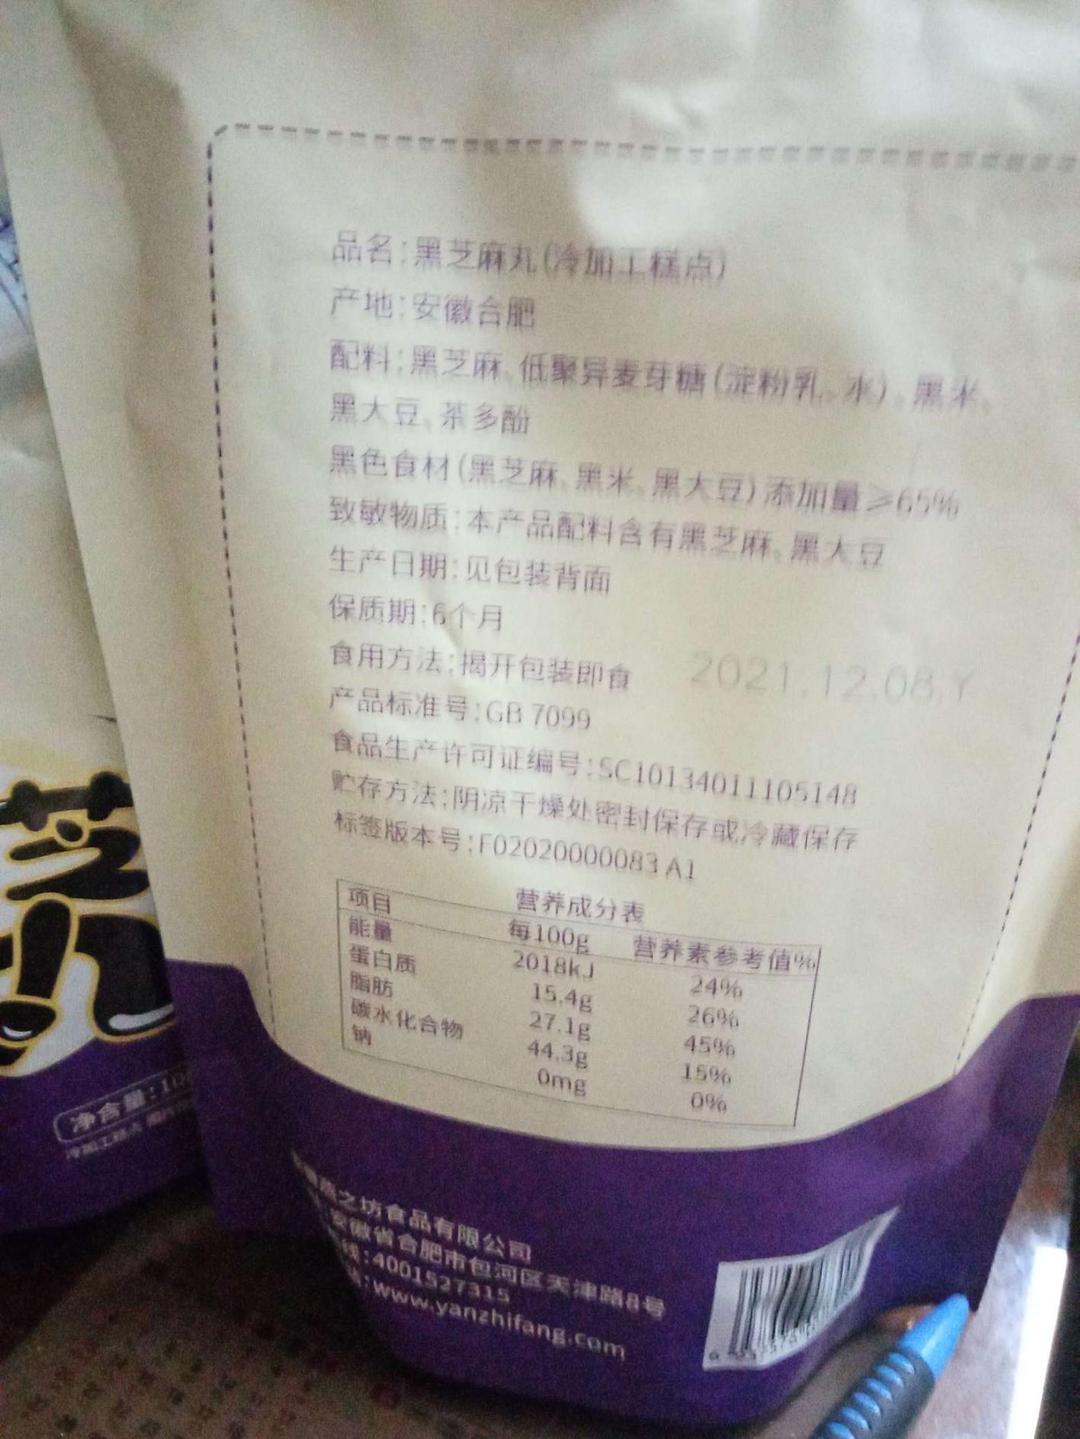 品名:黑芝麻丸(冷加工糕点)
产地:安徽合肥
配料:黑芝麻、低聚异麦芽糖(淀粉乳、水)、黑米、
黑大豆、茶多酚
黑色食材(黑芝麻、黑米、黑大豆)添加量≥65%
致敏物质:本产品配料含有黑芝麻、黑大豆
生产日期:见包装背面
保质期:6个月
食用方法:揭开包装即食
2021.12.08.Y
产品标准号:GB 7099
食品生产许可证编号:SC10134011105148
贮存方法:阴凉干燥处密封保存或冷藏保存
标签版本号:F02020000083 A1
营养成分表
项目 每100g 营养素参考值%
能量 2018kJ 24%
蛋白质 15.4g 26%
脂肪 27.1g 45%
碳水化合物 44.3g 15%
钠 0mg 0%
燕之坊食品有限公司
安徽省合肥市包河区天津路8号
:4001527315
:www.yanzhifang.com
芝
丸
净含量:
冷加工糕点